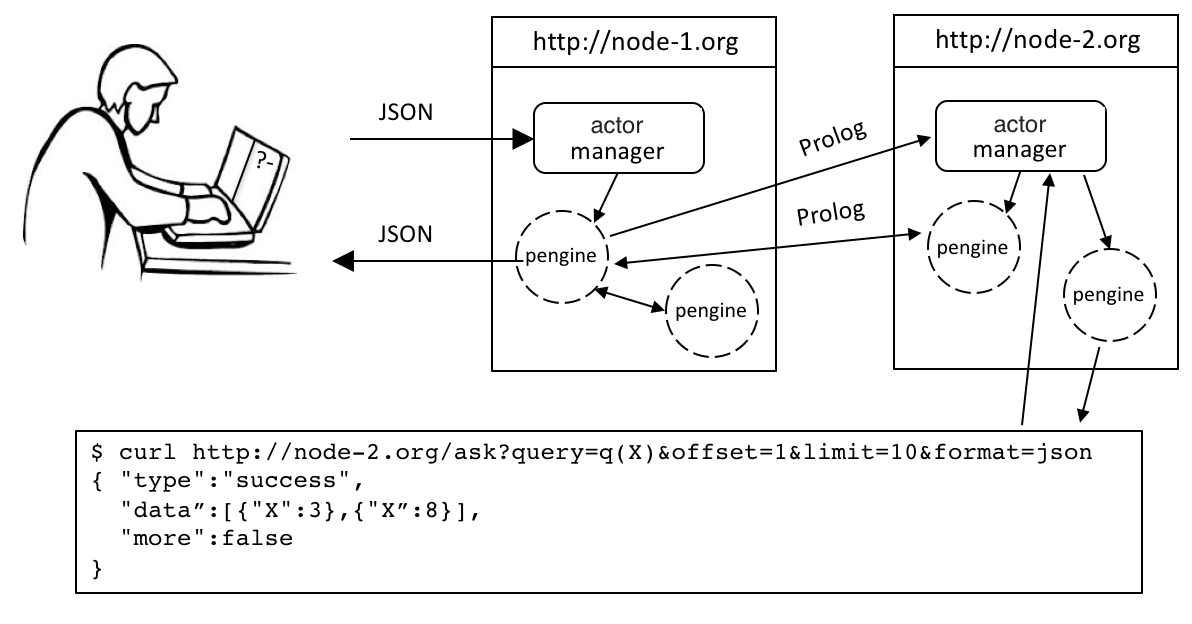 http://node-1.org
http://node-2.org
JSON
actor
manager
Prolog
actor
manager
?-
Prolog
JSON
pengine
pengine
pengine
pengine
$ curl http://node-2.org/ask?query=q(X)&offset=1&limit=10&format=json
{ "type":"success",
"data”:[{"X":3},{"X”:8}],
"more":false
}